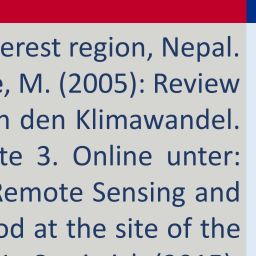 erest region, Nepal.
, M. (2005): Review
den Klimawandel.
te 3. Online unter:
Remote Sensing and
od at the site of the